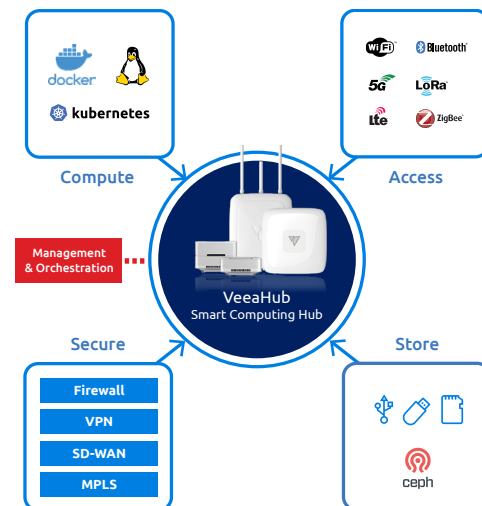 docker
kubernetes
Compute
WiFi
Bluetooth
5G
LoRa
lte
ZigBee
Access
Management
& Orchestration
VeeaHub
Smart Computing Hub
Secure
Firewall
VPN
SD-WAN
MPLS
Store
ceph